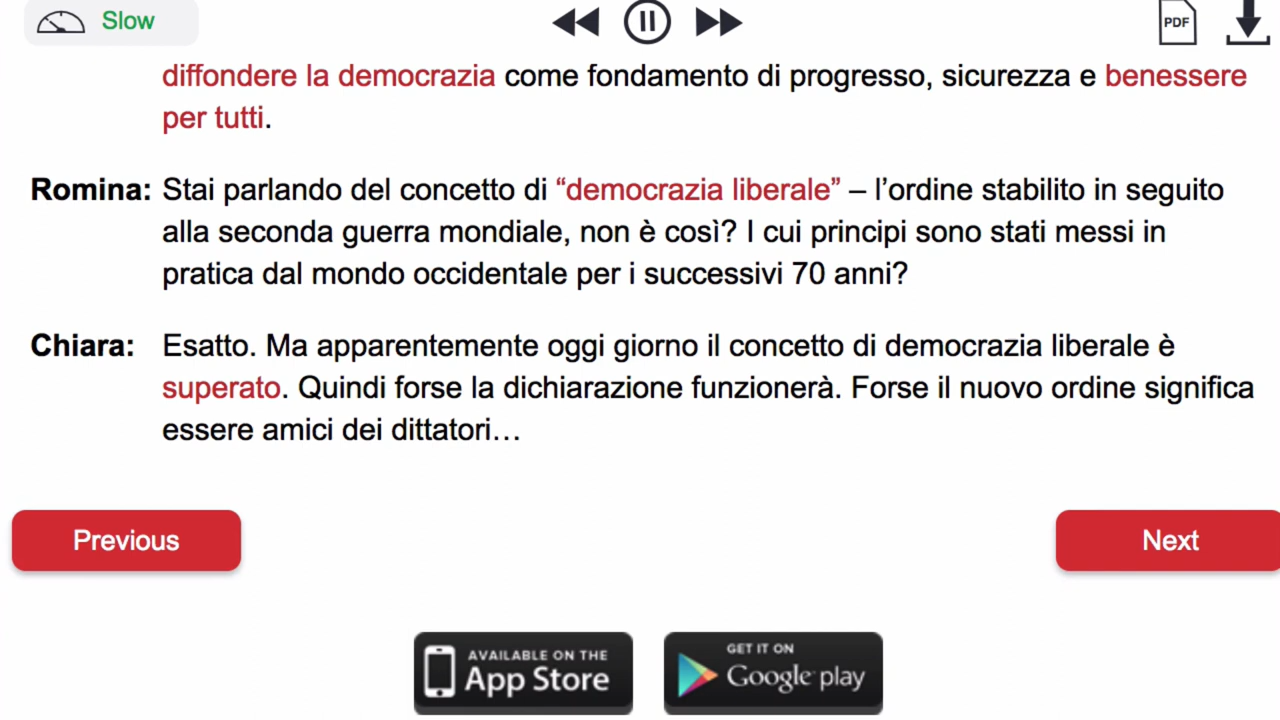 Slow
PDF
diffondere la democrazia come fondamento di progresso, sicurezza e benessere
per tutti.
Romina: Stai parlando del concetto di “democrazia liberale” – l’ordine stabilito in seguito
alla seconda guerra mondiale, non è così? I cui principi sono stati messi in
pratica dal mondo occidentale per i successivi 70 anni?
Chiara: Esatto. Ma apparentemente oggi giorno il concetto di democrazia liberale è
superato. Quindi forse la dichiarazione funzionerà. Forse il nuovo ordine significa
essere amici dei dittatori…
Previous
Next
AVAILABLE ON THE
App Store
GET IT ON
Google play